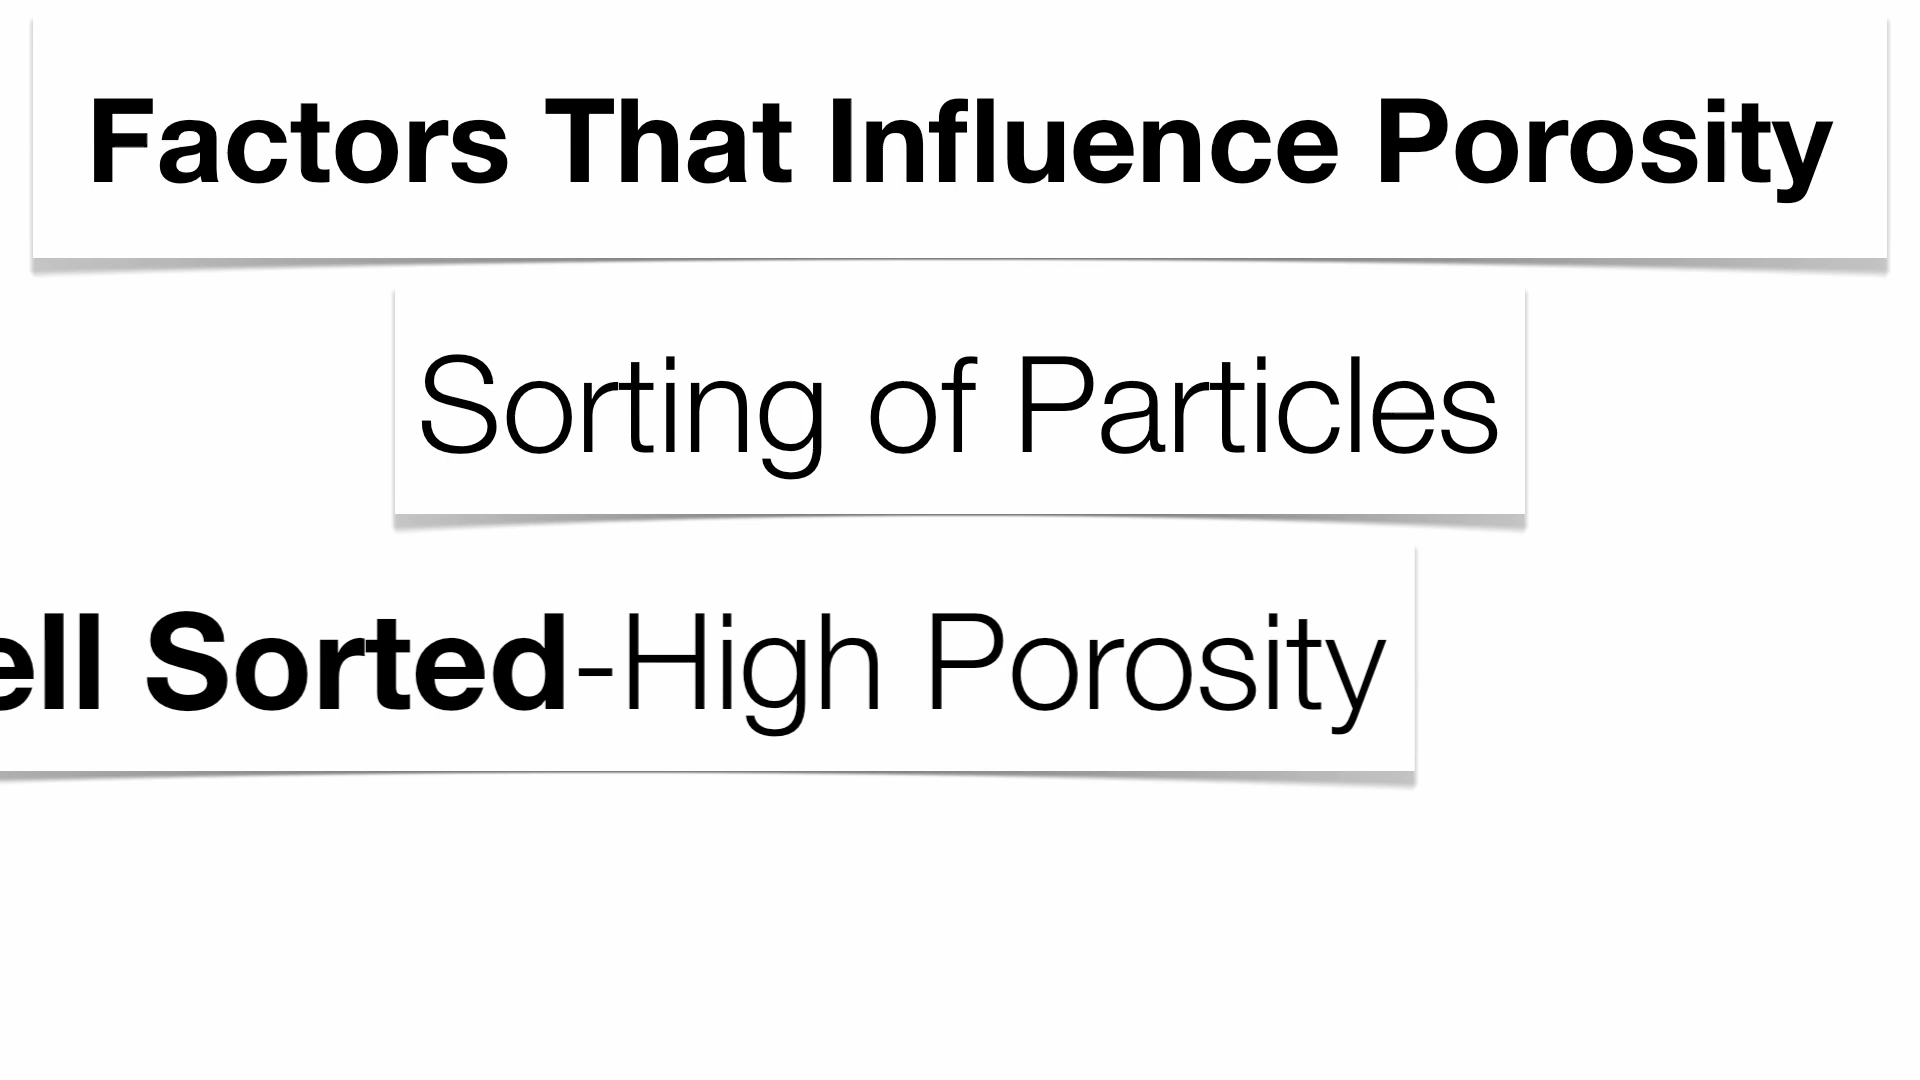 Factors That Influence Porosity
Sorting of Particles
ell Sorted-High Porosity